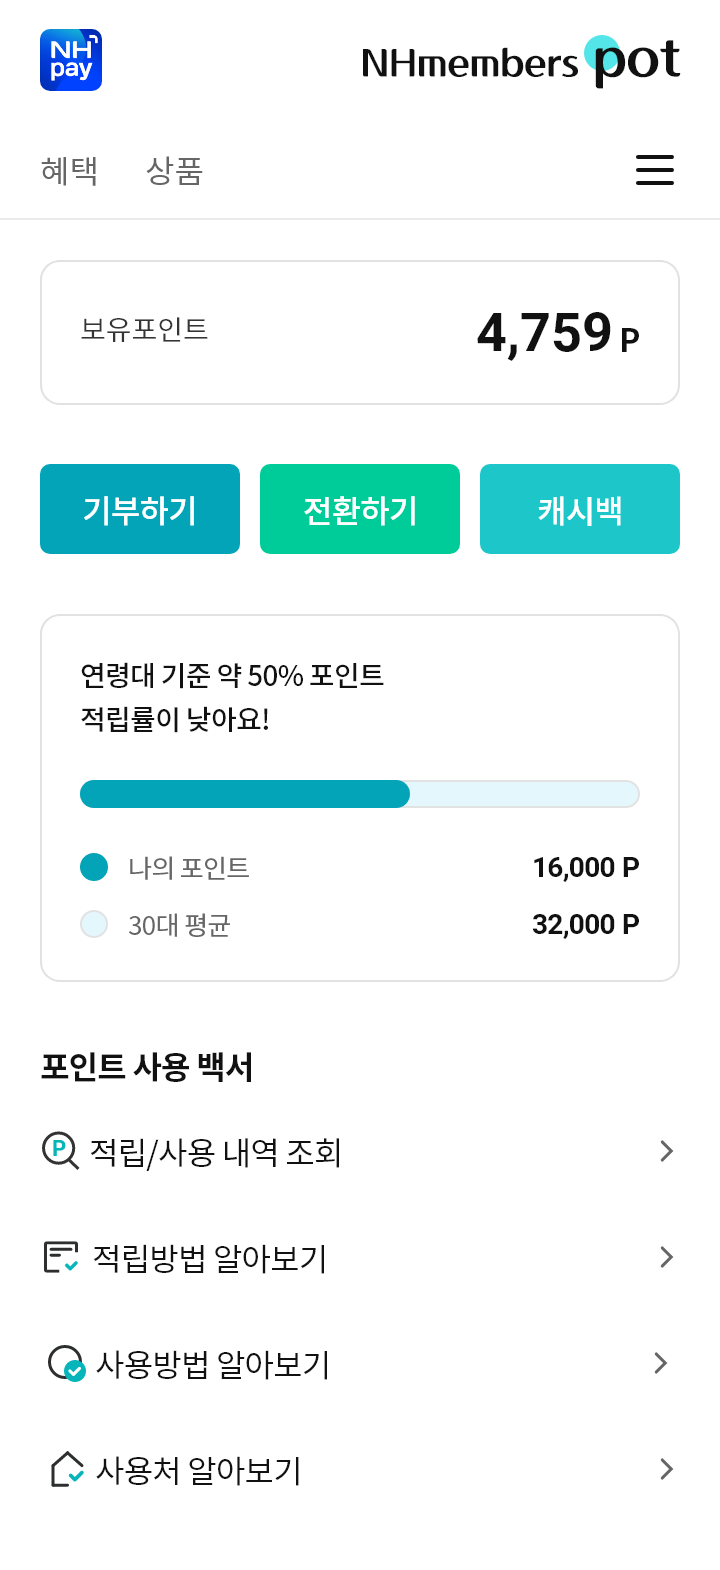 NH pay
NHmembers pot
혜택 상품
보유포인트 4,759 P
기부하기 전환하기 캐시백
연령대 기준 약 50% 포인트
적립률이 낮아요!
나의 포인트 16,000 P
30대 평균 32,000 P
포인트 사용 백서
P 적립/사용 내역 조회
적립방법 알아보기
사용방법 알아보기
사용처 알아보기